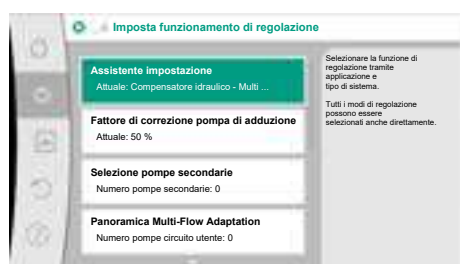 Imposta funzionamento di regolazione
Assistente impostazione
Attuale: Compensatore idraulico - Multi ...
Fattore di correzione pompa di adduzione
Attuale: 50 %
Selezione pompe secondarie
Numero pompe secondarie: 0
Panoramica Multi-Flow Adaptation
Numero pompe circuito utente: 0
Selezionare la funzione di
regolazione tramite
applicazione e
tipo di sistema.
Tutti i modi di regolazione
possono essere
selezionati anche direttamente.